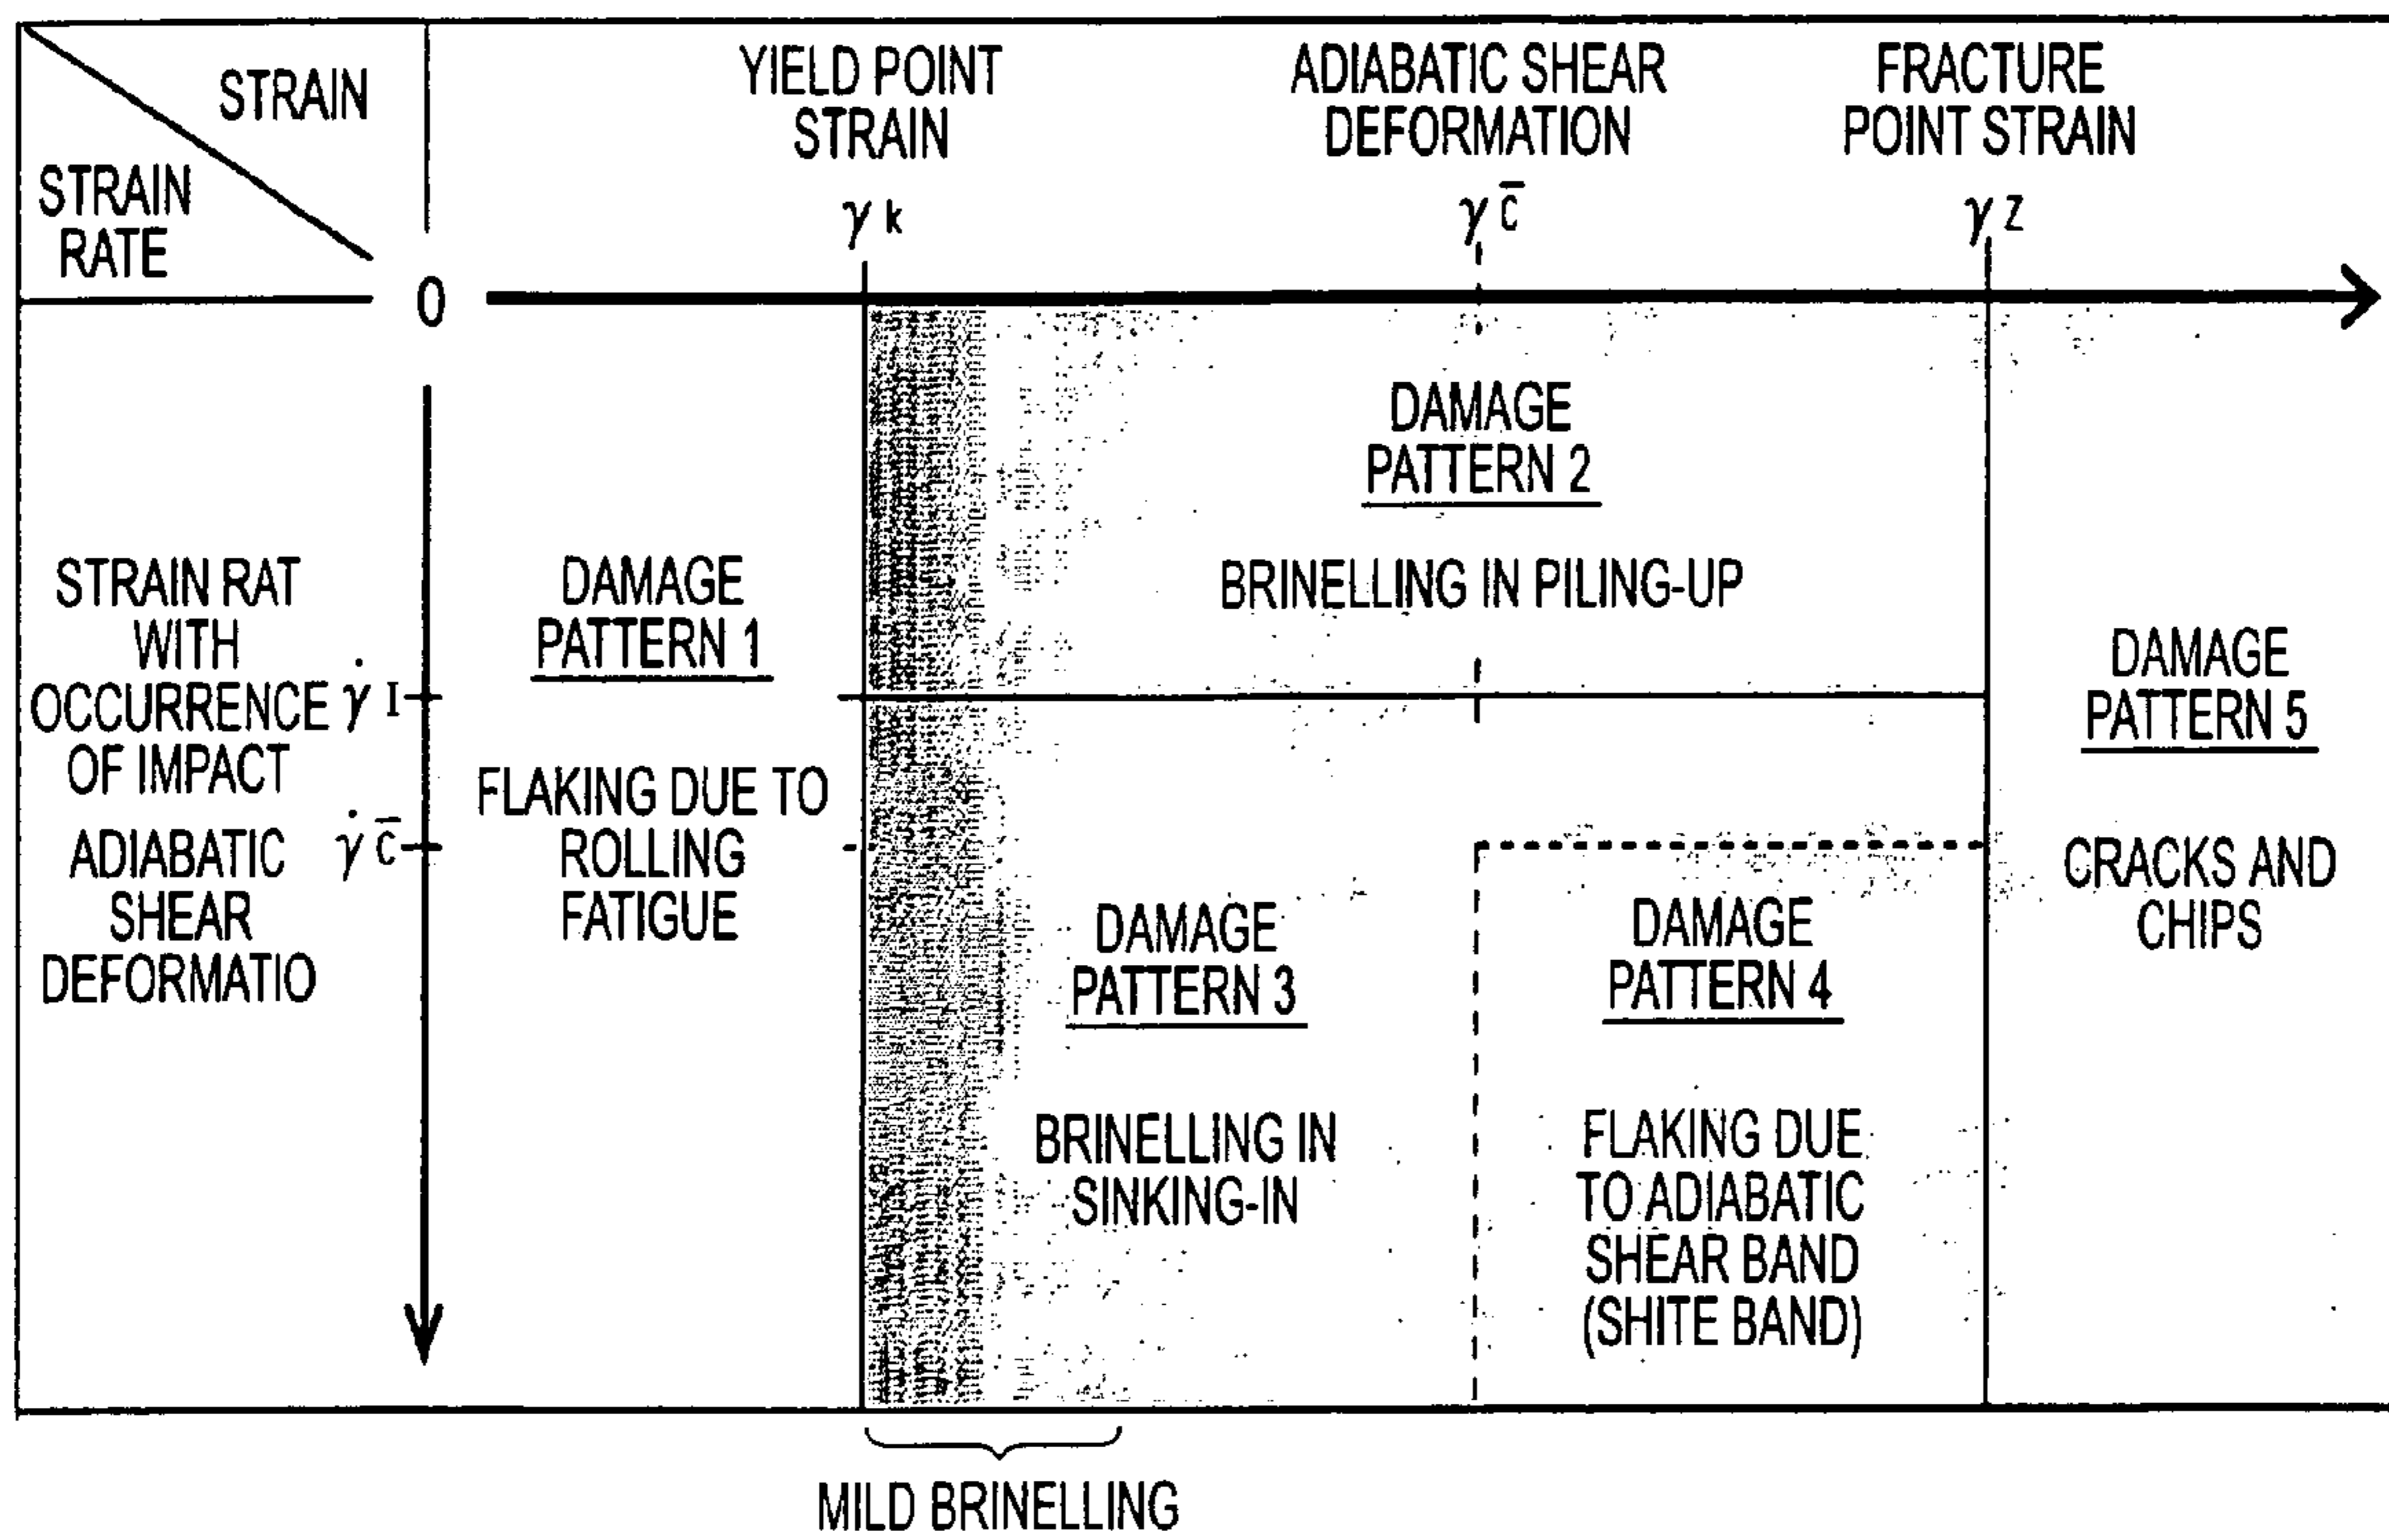 STRAIN
STRAIN
RATE
YIELD POINT
STRAIN
γk
ADIABATIC SHEAR
DEFORMATION
γc̄
FRACTURE
POINT STRAIN
γZ
0
STRAIN RAT
WITH
OCCURRENCE γ̇I
OF IMPACT
ADIABATIC γ̇c̄
SHEAR
DEFORMATIO
DAMAGE
PATTERN 1
FLAKING DUE TO
ROLLING
FATIGUE
DAMAGE
PATTERN 2
BRINELLING IN PILING-UP
DAMAGE
PATTERN 3
BRINELLING IN
SINKING-IN
DAMAGE
PATTERN 4
FLAKING DUE
TO ADIABATIC
SHEAR BAND
(SHITE BAND)
DAMAGE
PATTERN 5
CRACKS AND
CHIPS
MILD BRINELLING